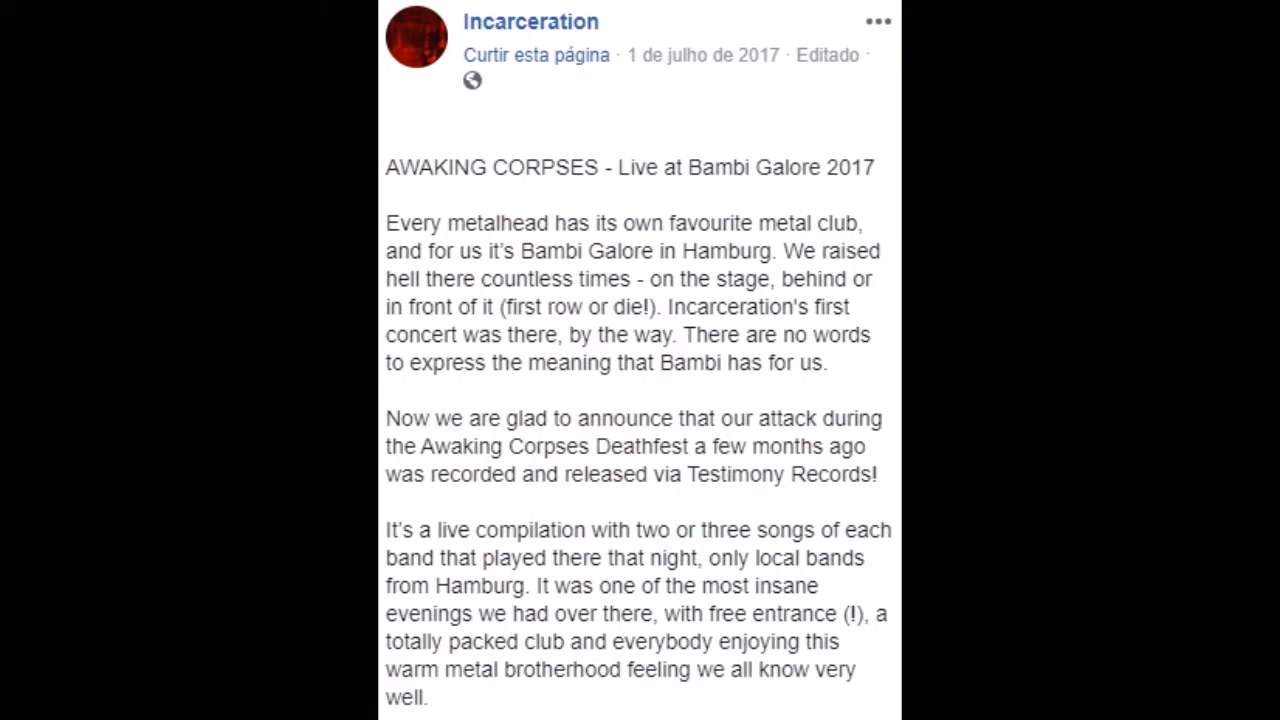 Incarceration
Curtir esta página · 1 de julho de 2017 · Editado ·
AWAKING CORPSES - Live at Bambi Galore 2017
Every metalhead has its own favourite metal club,
and for us it's Bambi Galore in Hamburg. We raised
hell there countless times - on the stage, behind or
in front of it (first row or die!). Incarceration's first
concert was there, by the way. There are no words
to express the meaning that Bambi has for us.
Now we are glad to announce that our attack during
the Awaking Corpses Deathfest a few months ago
was recorded and released via Testimony Records!
It's a live compilation with two or three songs of each
band that played there that night, only local bands
from Hamburg. It was one of the most insane
evenings we had over there, with free entrance (!), a
totally packed club and everybody enjoying this
warm metal brotherhood feeling we all know very
well.